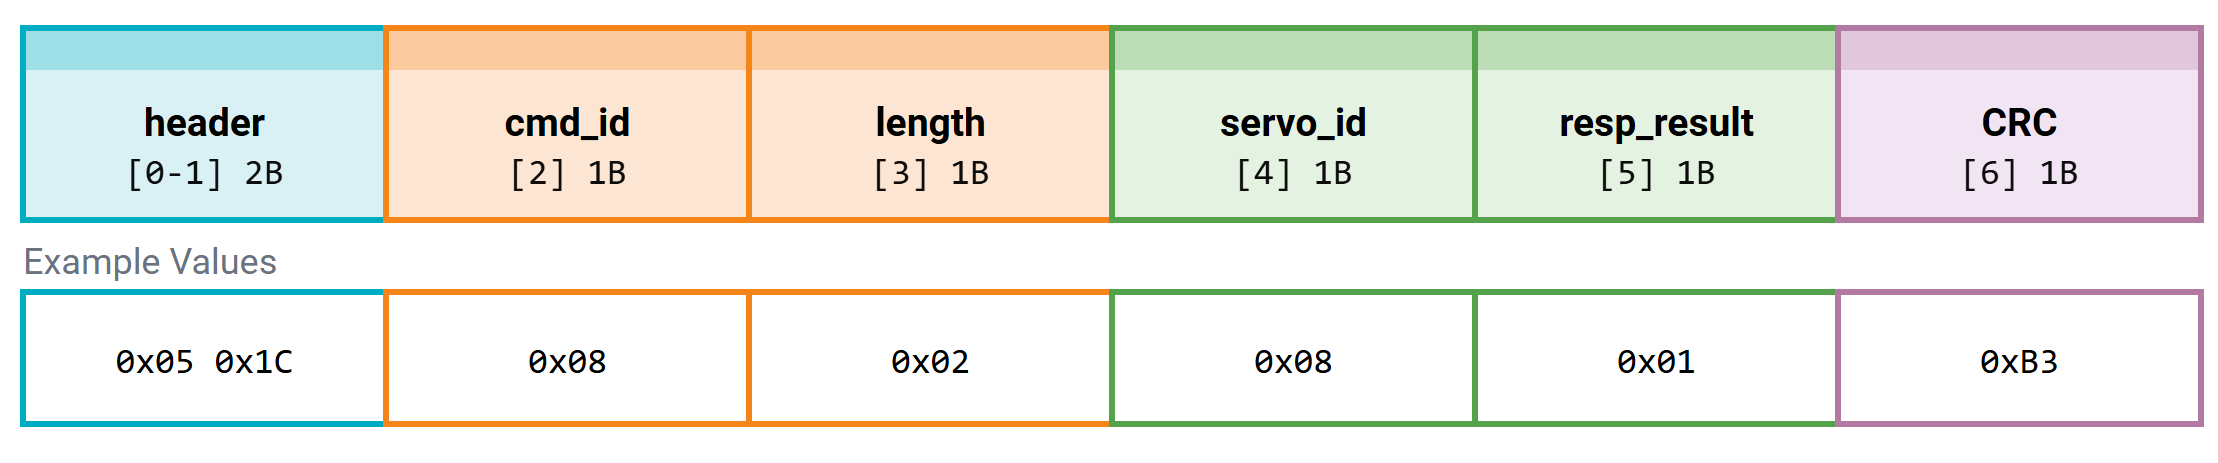 header cmd_id length servo_id resp_result CRC
[0-1] 2B [2] 1B [3] 1B [4] 1B [5] 1B [6] 1B
Example Values
0x05 0x1C 0x08 0x02 0x08 0x01 0xB3